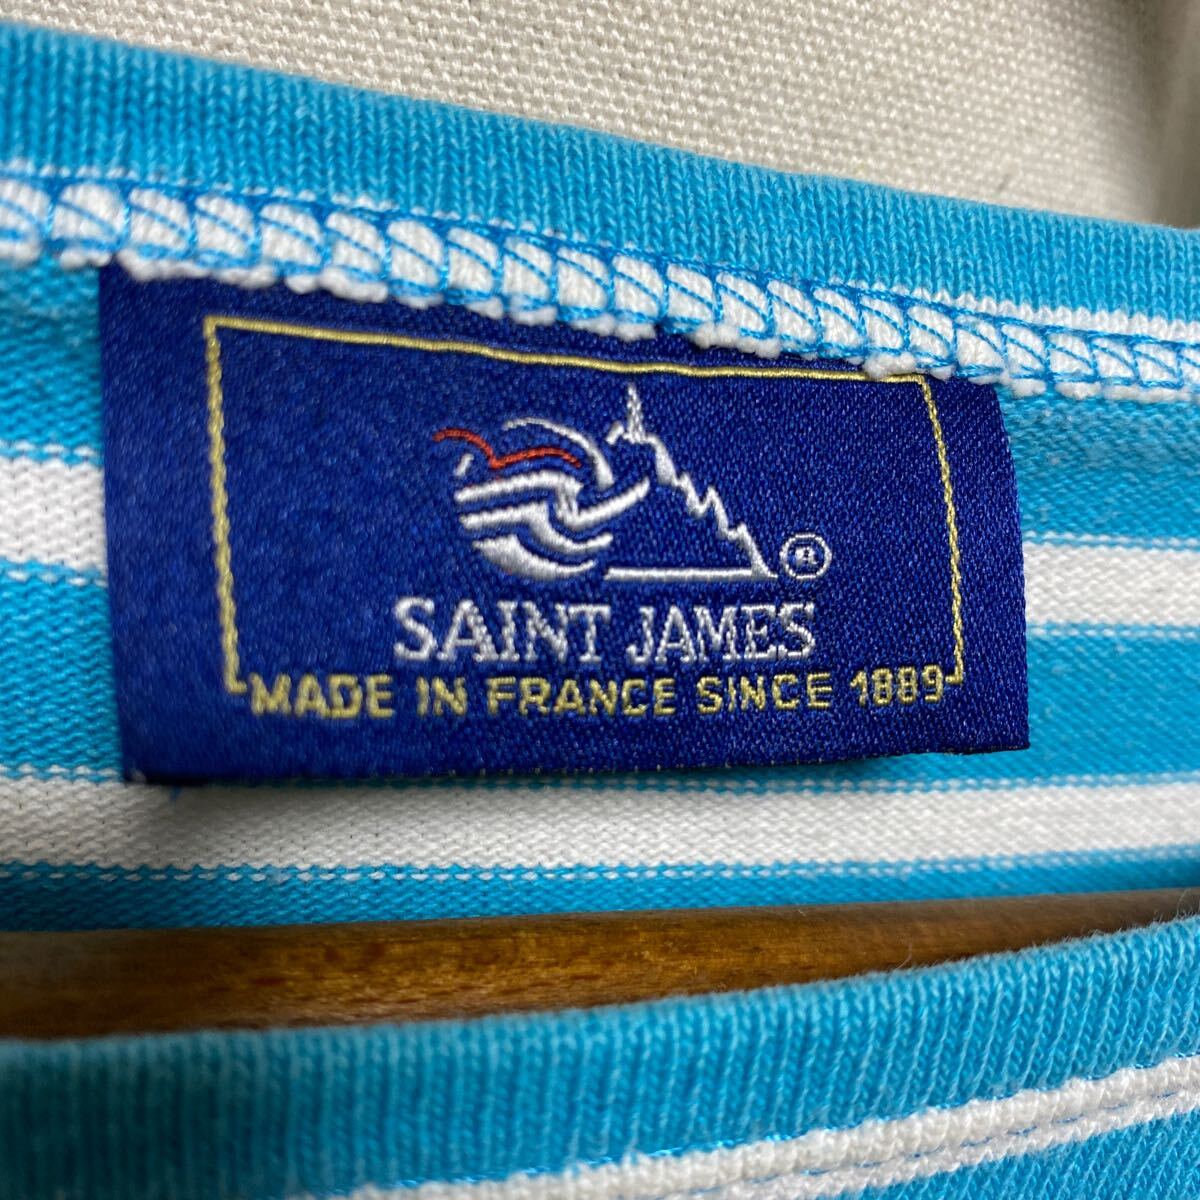 ®
SAINT JAMES
MADE IN FRANCE SINCE 1889